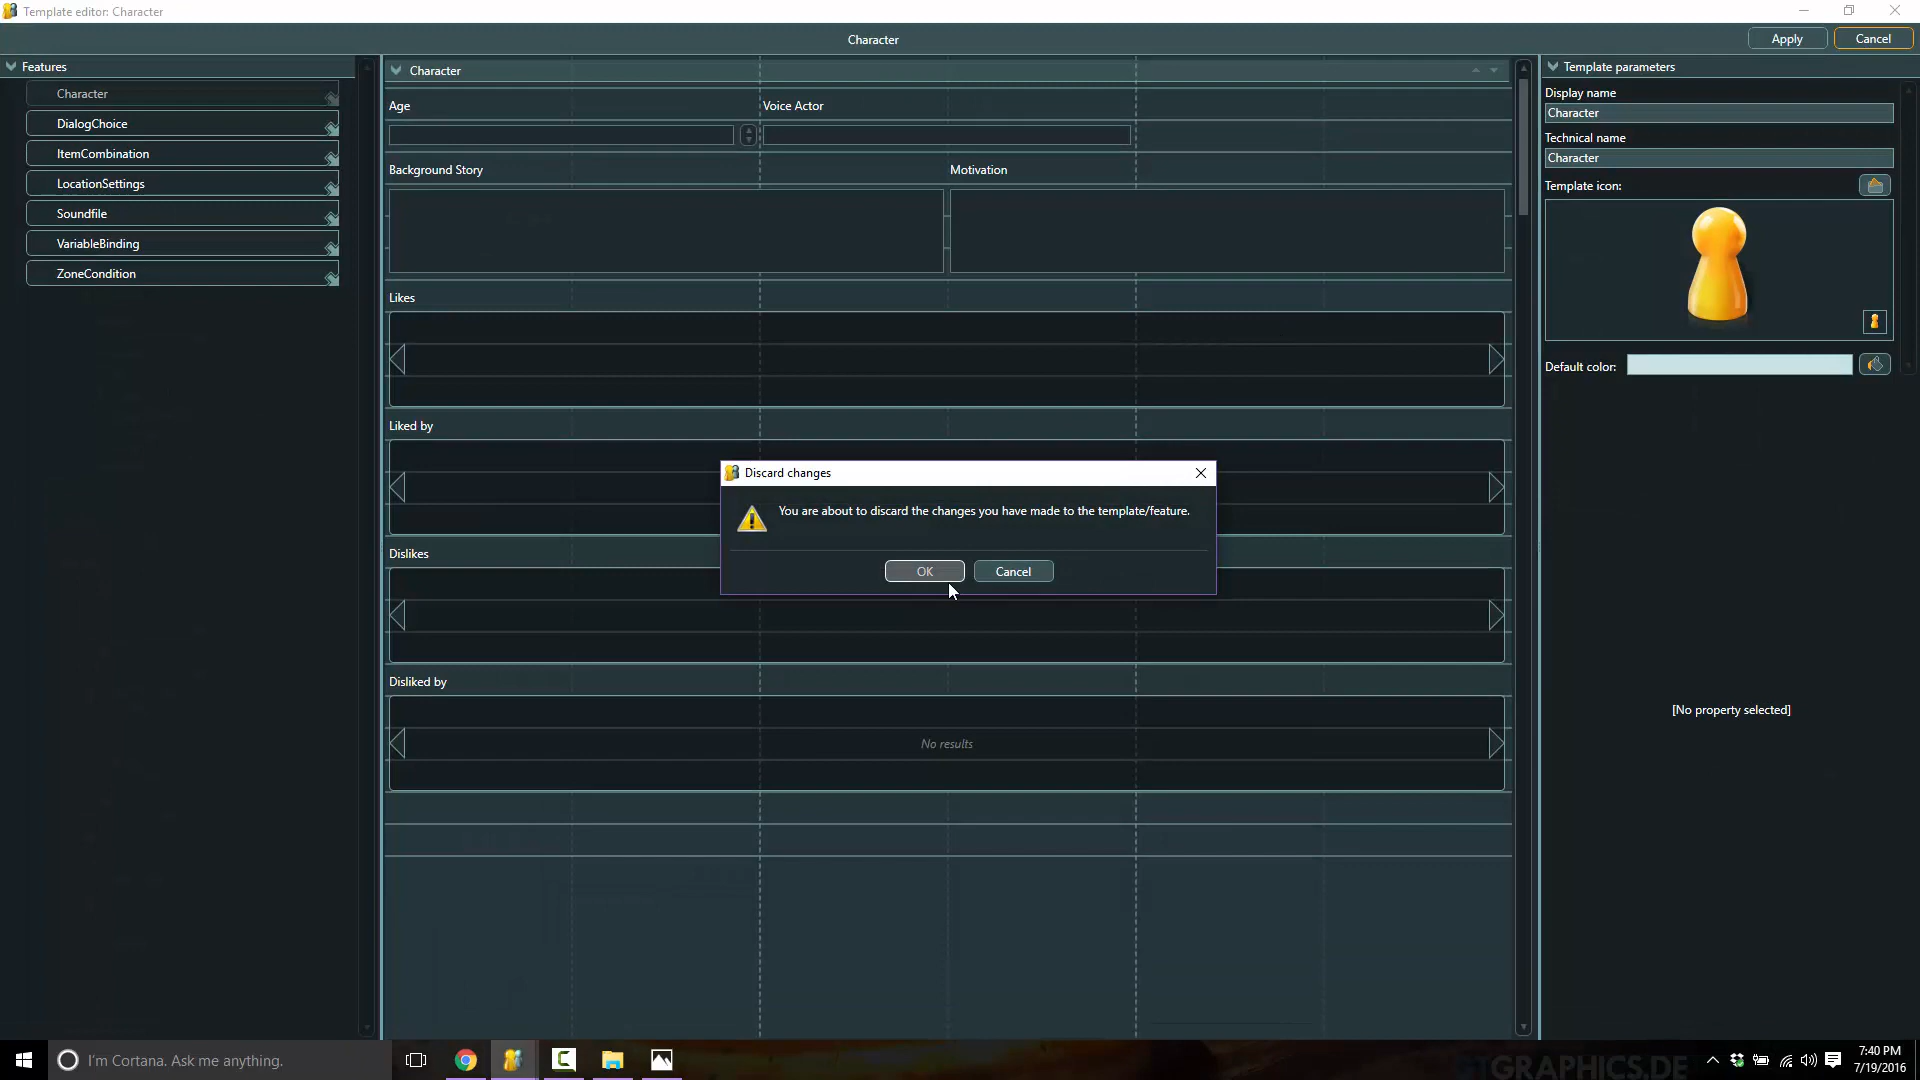 Template editor: Character
Character
Apply
Cancel
Features
Character
DialogChoice
ItemCombination
LocationSettings
Soundfile
VariableBinding
ZoneCondition
Character
Age
Voice Actor
Background Story
Motivation
Likes
Liked by
Dislikes
Disliked by
No results
Discard changes
You are about to discard the changes you have made to the template/feature.
OK
Cancel
Template parameters
Display name
Character
Technical name
Character
Template icon:
Default color:
[No property selected]
I'm Cortana. Ask me anything.
GTGRAPHICS.DE
7:40 PM
7/19/2016